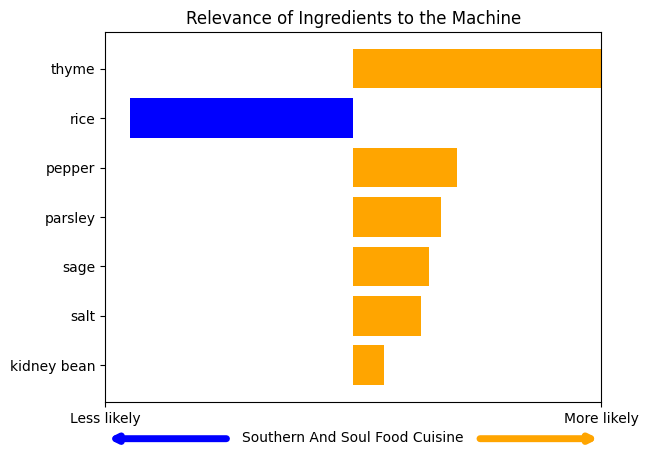 Relevance of Ingredients to the Machine
thyme
rice
pepper
parsley
sage
salt
kidney bean
Less likely
More likely
Southern And Soul Food Cuisine